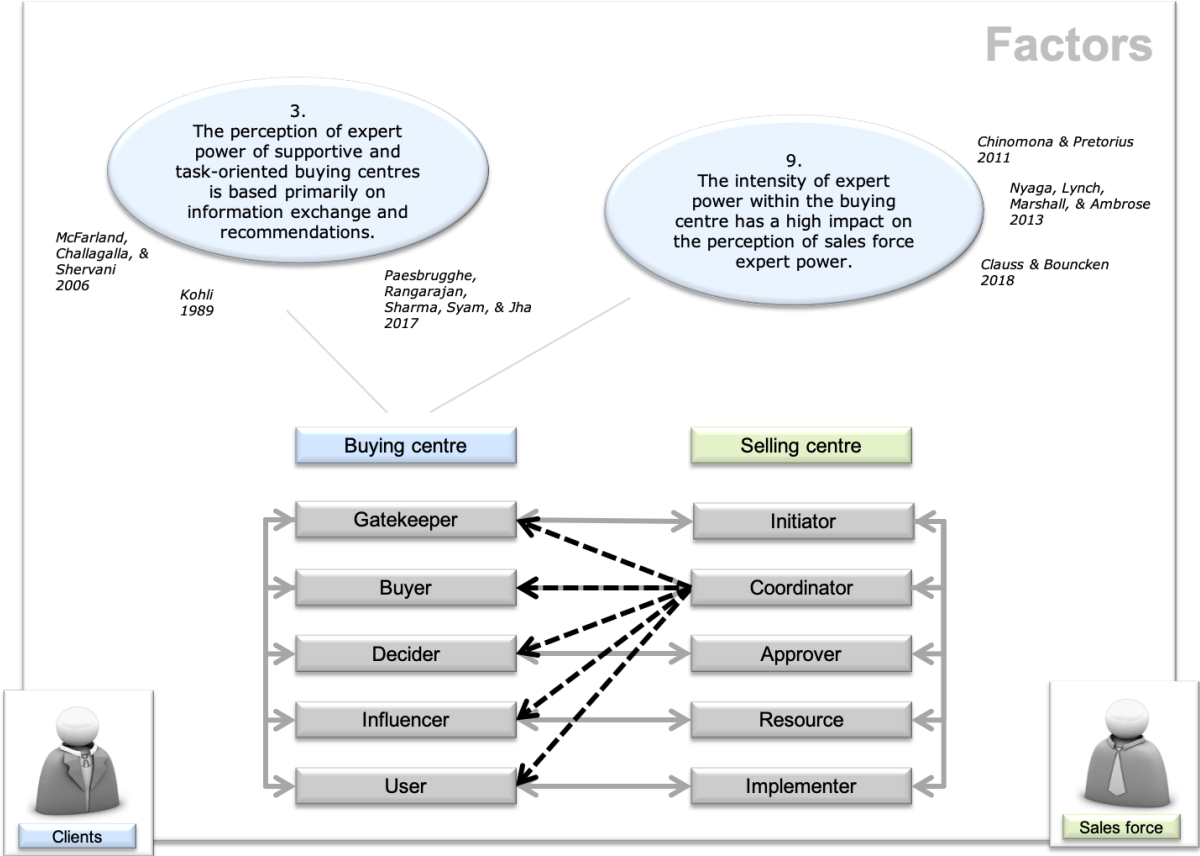 Factors
3.
The perception of expert
power of supportive and
task-oriented buying centres
is based primarily on
information exchange and
recommendations.
9.
The intensity of expert
power within the buying
centre has a high impact on
the perception of sales force
expert power.
Chinomona & Pretorius
2011
Nyaga, Lynch,
Marshall, & Ambrose
2013
Clauss & Bouncken
2018
McFarland,
Challagalla, &
Shervani
2006
Kohli
1989
Paesbrugghe,
Rangarajan,
Sharma, Syam, & Jha
2017
Buying centre
Selling centre
Gatekeeper
Initiator
Buyer
Coordinator
Decider
Approver
Influencer
Resource
User
Implementer
Clients
Sales force